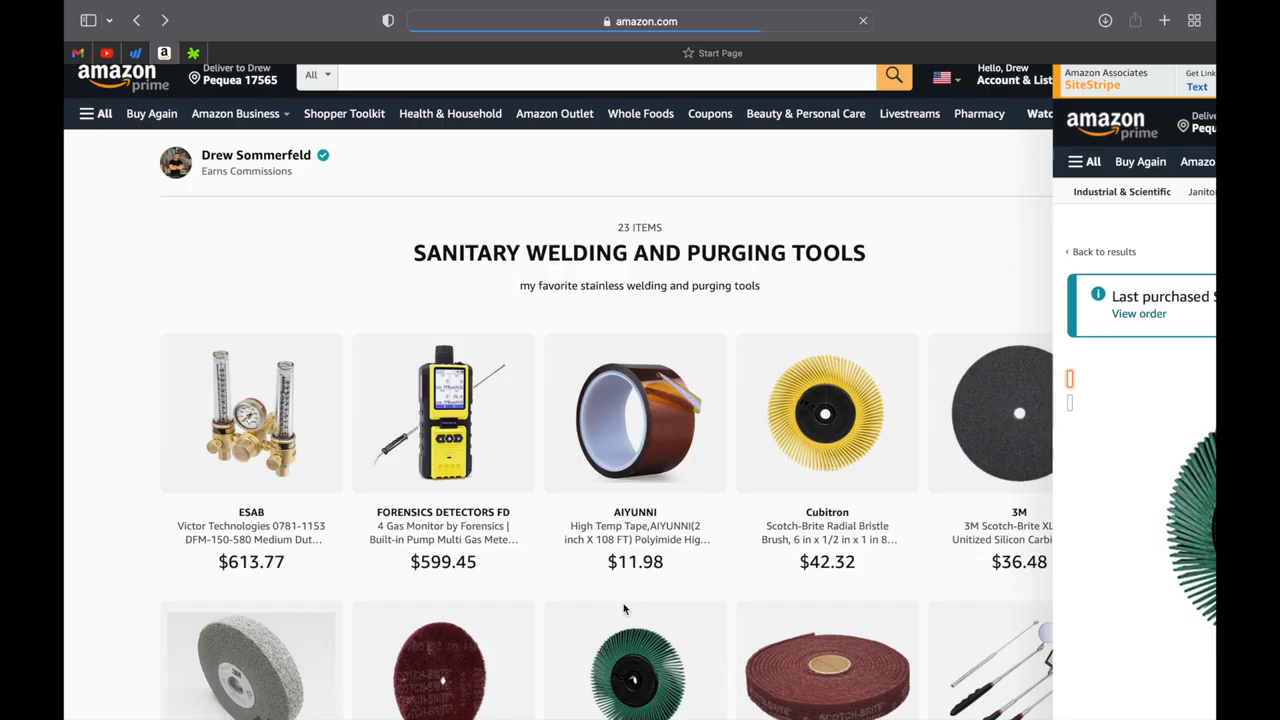 amazon.com
Start Page
amazon
prime
Deliver to Drew
Pequea 17565
All
Hello, Drew
Account & List
All
Buy Again
Amazon Business
Shopper Toolkit
Health & Household
Amazon Outlet
Whole Foods
Coupons
Beauty & Personal Care
Livestreams
Pharmacy
Watc
Drew Sommerfeld
Earns Commissions
23 ITEMS
SANITARY WELDING AND PURGING TOOLS
my favorite stainless welding and purging tools
ESAB
Victor Technologies 0781-1153
DFM-150-580 Medium Dut...
$613.77
FORENSICS DETECTORS FD
4 Gas Monitor by Forensics |
Built-in Pump Multi Gas Mete...
$599.45
AIYUNNI
High Temp Tape,AIYUNNI(2
inch X 108 FT) Polyimide Hig...
$11.98
Cubitron
Scotch-Brite Radial Bristle
Brush, 6 in x 1/2 in x 1 in 8...
$42.32
3M
3M Scotch-Brite XL
Unitized Silicon Carbi
$36.48
Amazon Associates
SiteStripe
Get Link
Text
amazon
prime
Delive
Pequ
All
Buy Again
Amazo
Industrial & Scientific
Janito
‹ Back to results
Last purchased S
View order